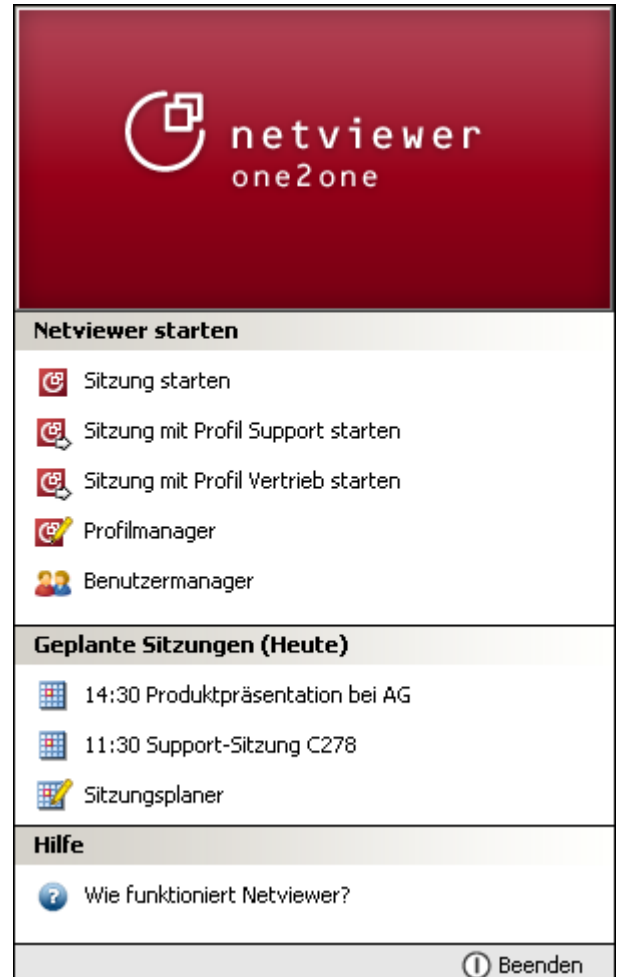 netviewer
one2one
Netviewer starten
Sitzung starten
Sitzung mit Profil Support starten
Sitzung mit Profil Vertrieb starten
Profilmanager
Benutzermanager
Geplante Sitzungen (Heute)
14:30 Produktpräsentation bei AG
11:30 Support-Sitzung C278
Sitzungsplaner
Hilfe
Wie funktioniert Netviewer?
Beenden